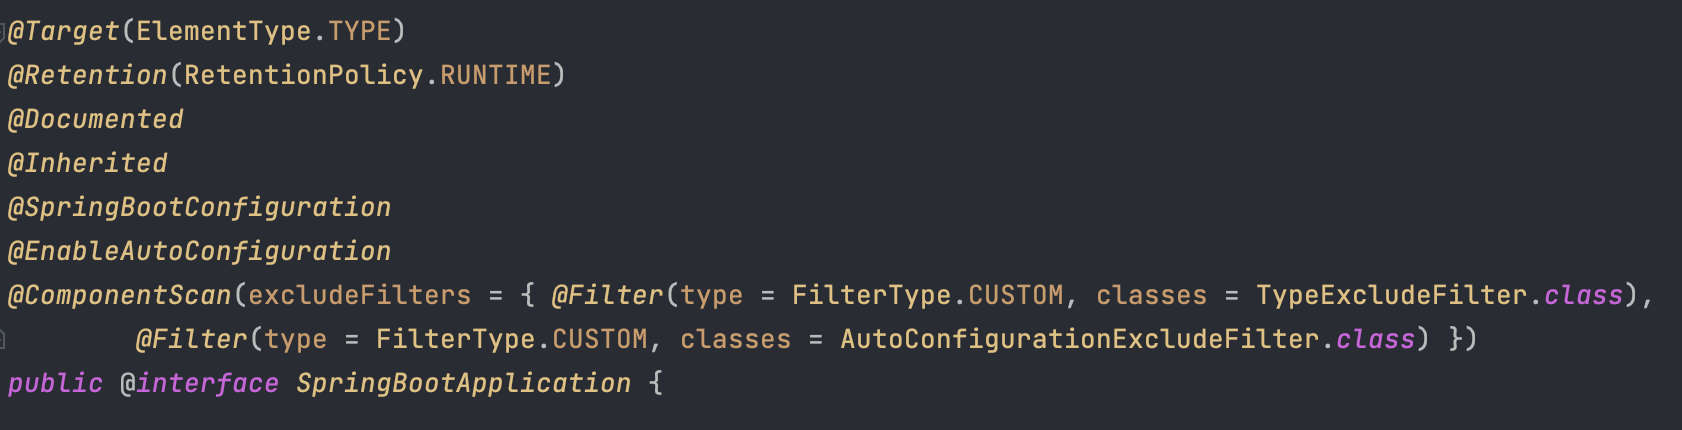 @Target(ElementType.TYPE)
@Retention(RetentionPolicy.RUNTIME)
@Documented
@Inherited
@SpringBootConfiguration
@EnableAutoConfiguration
@ComponentScan(excludeFilters = { @Filter(type = FilterType.CUSTOM, classes = TypeExcludeFilter.class),
        @Filter(type = FilterType.CUSTOM, classes = AutoConfigurationExcludeFilter.class) })
public @interface SpringBootApplication {